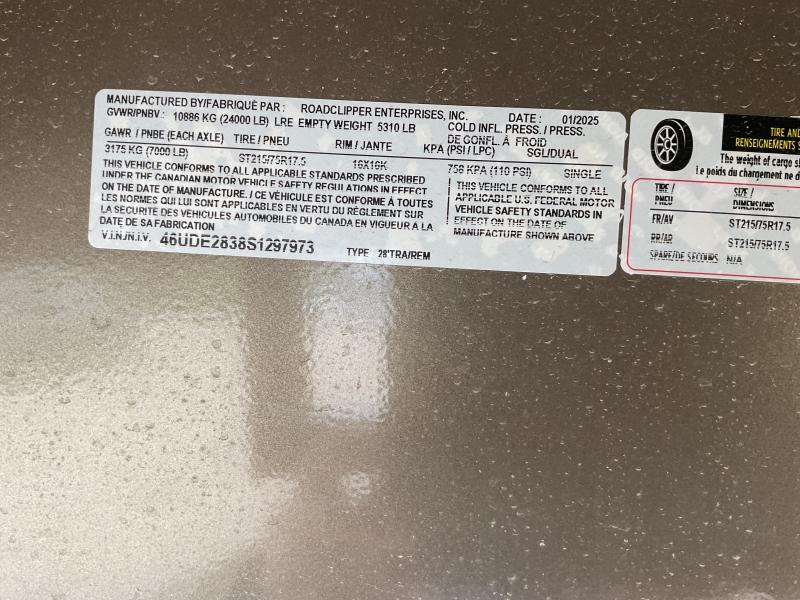 MANUFACTURED BY/FABRIQUÉ PAR : ROADCLIPPER ENTERPRISES, INC. DATE : 01/2025
GVWR/PNBV : 10886 KG (24000 LB) LRE EMPTY WEIGHT 5310 LB COLD INFL. PRESS. / PRESS.
DE GONFL. À FROID
GAWR / PNBE (EACH AXLE) TIRE / PNEU RIM / JANTE KPA (PSI / LPC) SGL/DUAL
3175 KG (7000 LB) ST215/75R17.5 16X16K 758 KPA (110 PSI) SINGLE
THIS VEHICLE CONFORMS TO ALL APPLICABLE STANDARDS PRESCRIBED
UNDER THE CANADIAN MOTOR VEHICLE SAFETY REGULATIONS IN EFFECT
ON THE DATE OF MANUFACTURE. / CE VÉHICULE EST CONFORME À TOUTES
LES NORMES QUI LUI SONT APPLICABLES EN VERTU DU RÈGLEMENT SUR
LA SÉCURITÉ DES VÉHICULES AUTOMOBILES DU CANADA EN VIGUEUR À LA
DATE DE SA FABRICATION
THIS VEHICLE CONFORMS TO ALL
APPLICABLE U.S. FEDERAL MOTOR
VEHICLE SAFETY STANDARDS IN
EFFECT ON THE DATE OF
MANUFACTURE SHOWN ABOVE
V.I.N./N.I.V. 46UDE2838S1297973 TYPE 28'TRA/REM
TIRE AND
RENSEIGNEMENTS S
The weight of cargo
Le poids du chargement ne
TIRE / PNEU SIZE / DIMENSIONS
FR/AV ST215/75R17.5
RR/AR ST215/75R17.5
SPARE/DE SECOURS N/A